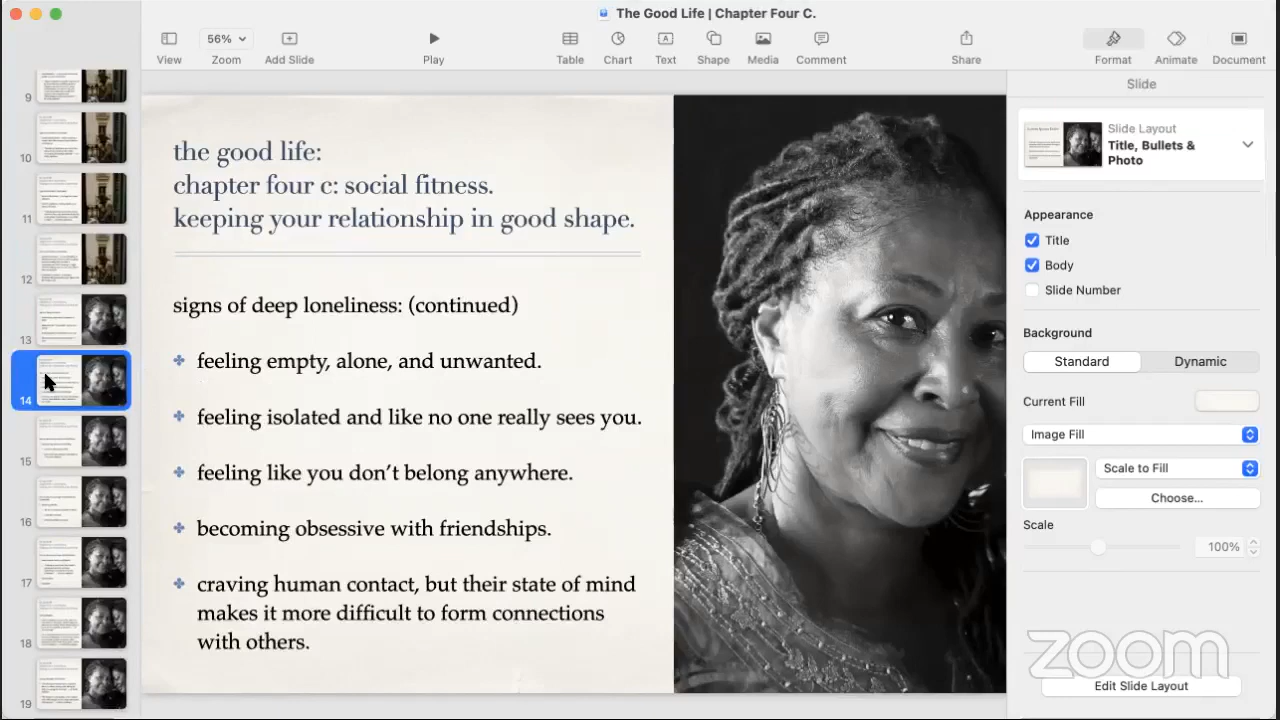 The Good Life | Chapter Four C.
View
56%
Zoom
Add Slide
Play
Table
Chart
Text
Shape
Media
Comment
Share
Format
Animate
Document
9
10
11
12
13
14
15
16
17
18
19
the good life:
chapter four c: social fitness.
keeping your relationship in good shape.
signs of deep loneliness: (continued)
feeling empty, alone, and unwanted.
feeling isolated and like no one really sees you.
feeling like you don't belong anywhere.
becoming obsessive with friendships.
craving human contact, but their state of mind
makes it more difficult to form connections
with others.
Slide
Slide Layout
Title, Bullets &
Photo
Appearance
Title
Body
Slide Number
Background
Standard
Dynamic
Current Fill
Image Fill
Scale to Fill
Choose...
Scale
100%
zoom
Edit Slide Layout